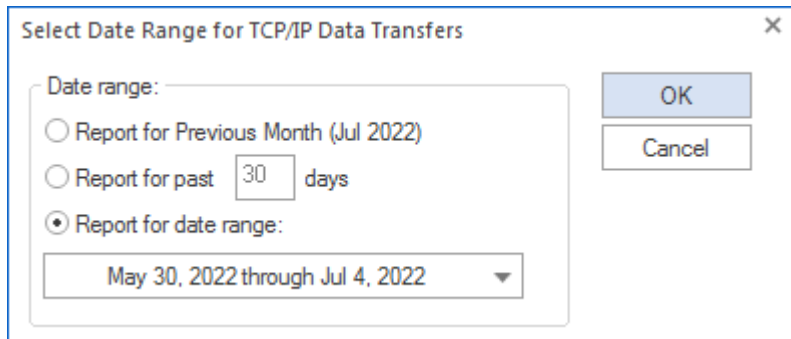 Select Date Range for TCP/IP Data Transfers
Date range:
Report for Previous Month (Jul 2022)
Report for past 30 days
Report for date range:
May 30, 2022 through Jul 4, 2022
OK
Cancel